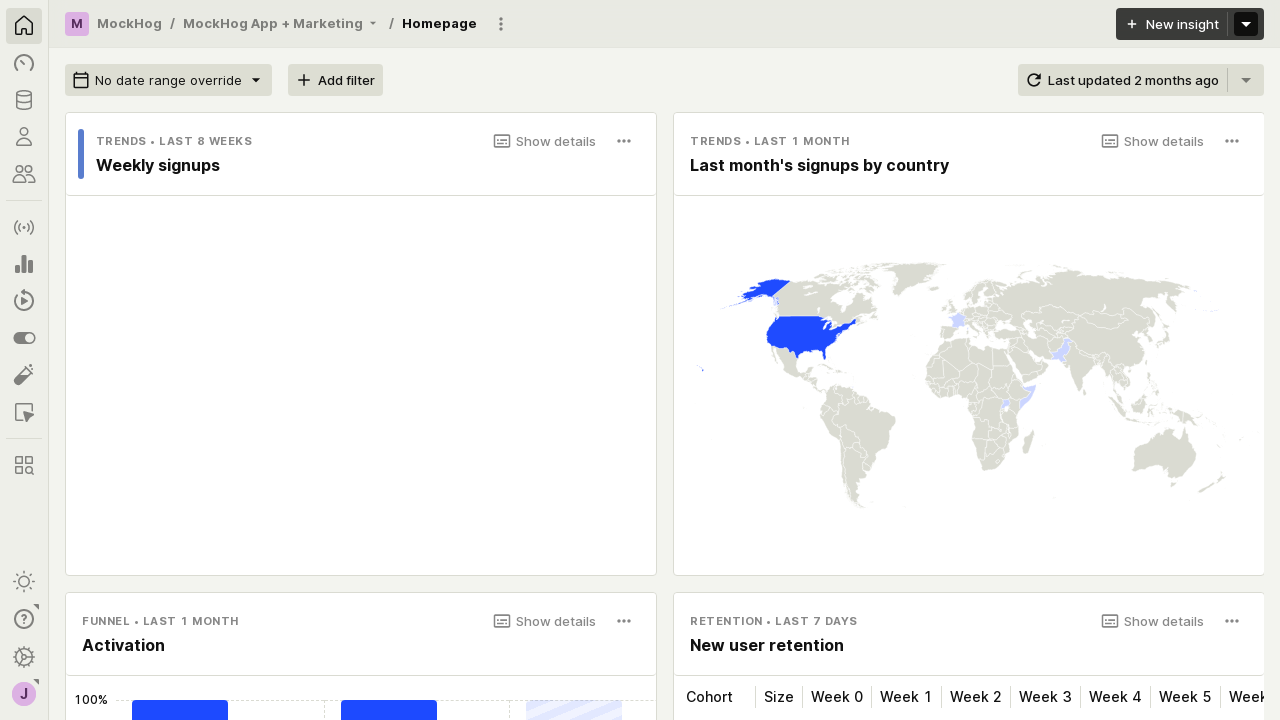 M MockHog / MockHog App + Marketing / Homepage
New insight
No date range override
Add filter
Last updated 2 months ago
TRENDS • LAST 8 WEEKS
Show details
Weekly signups
TRENDS • LAST 1 MONTH
Show details
Last month's signups by country
FUNNEL • LAST 1 MONTH
Show details
Activation
100%
RETENTION • LAST 7 DAYS
Show details
New user retention
Cohort Size Week 0 Week 1 Week 2 Week 3 Week 4 Week 5 Week
J